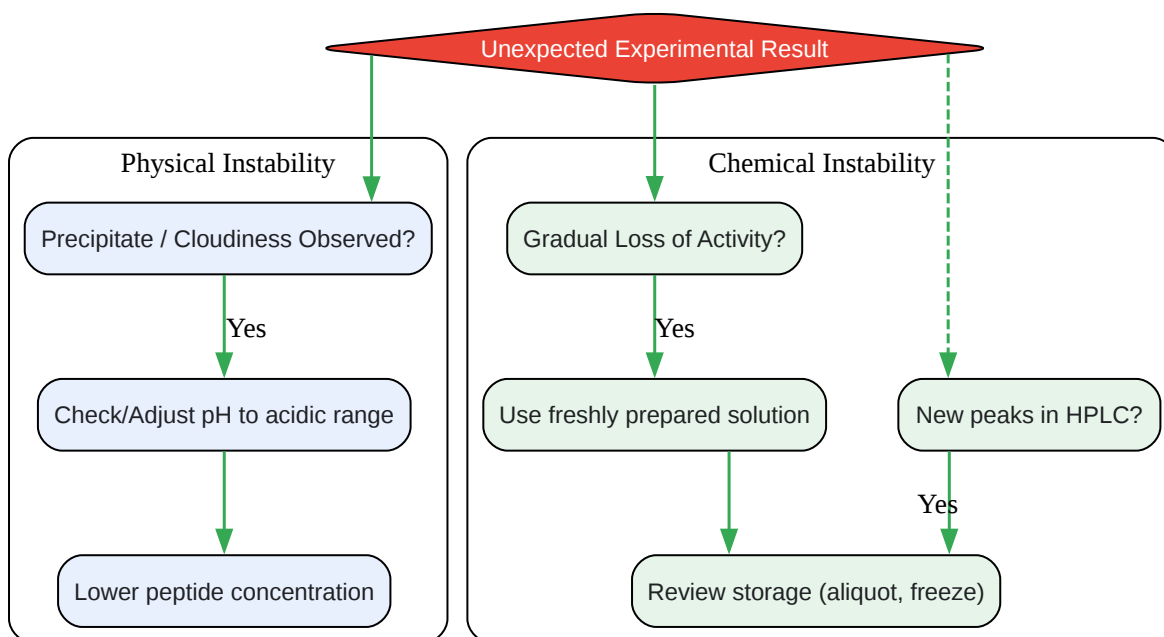 Unexpected Experimental Result
Physical Instability
Chemical Instability
Precipitate / Cloudiness Observed?
Gradual Loss of Activity?
Yes
Yes
Check/Adjust pH to acidic range
Use freshly prepared solution
New peaks in HPLC?
Yes
Lower peptide concentration
Review storage (aliquot, freeze)